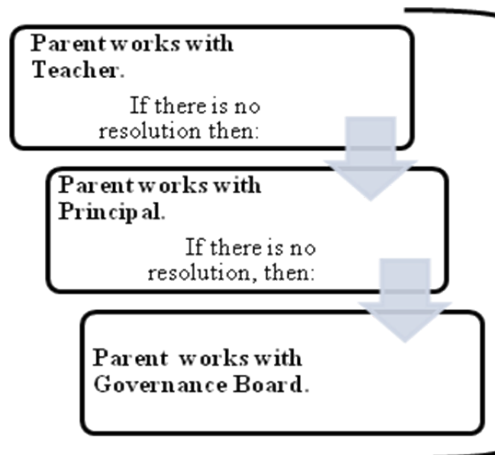 Parent works with
Teacher.
If there is no
resolution then:
Parent works with
Principal.
If there is no
resolution, then:
Parent works with
Governance Board.